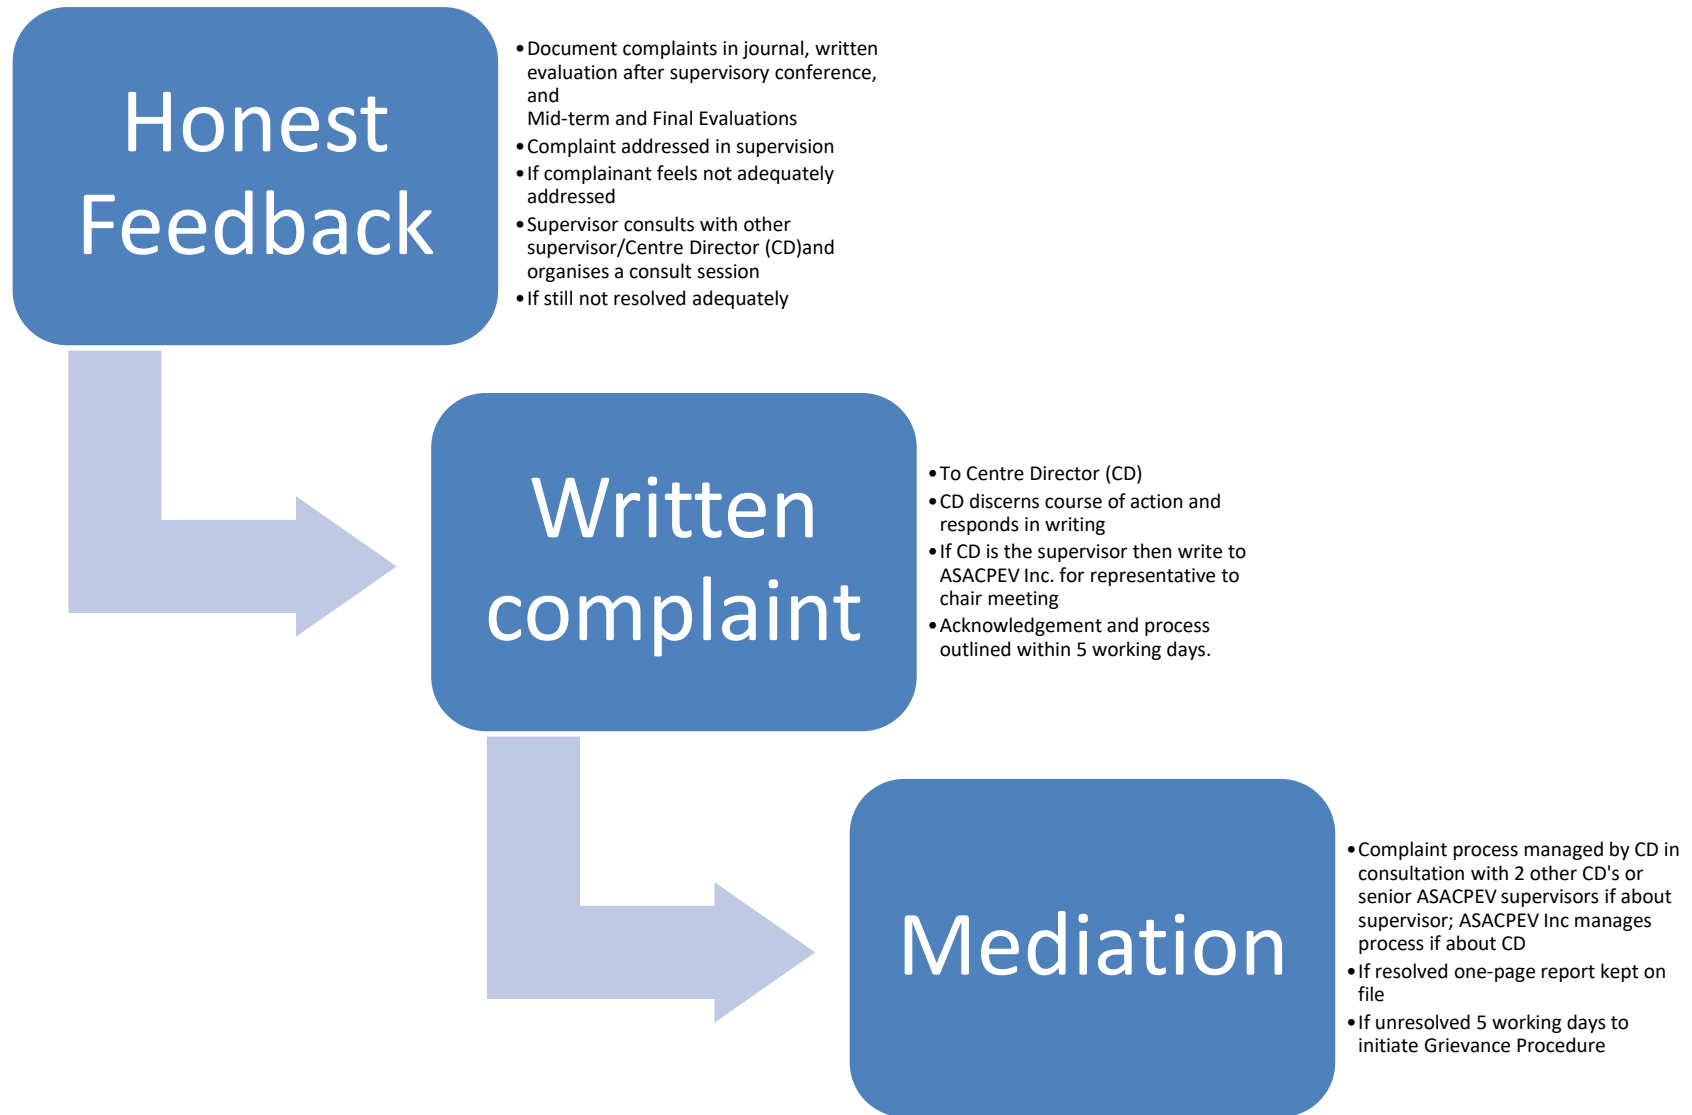 Honest
Feedback
•Document complaints in journal, written
evaluation after supervisory conference,
and
Mid-term and Final Evaluations
•Complaint addressed in supervision
•If complainant feels not adequately
addressed
•Supervisor consults with other
supervisor/Centre Director (CD)and
organises a consult session
•If still not resolved adequately
Written
complaint
•To Centre Director (CD)
•CD discerns course of action and
responds in writing
•If CD is the supervisor then write to
ASACPEV Inc. for representative to
chair meeting
•Acknowledgement and process
outlined within 5 working days.
Mediation
•Complaint process managed by CD in
consultation with 2 other CD's or
senior ASACPEV supervisors if about
supervisor; ASACPEV Inc manages
process if about CD
•If resolved one-page report kept on
file
•If unresolved 5 working days to
initiate Grievance Procedure